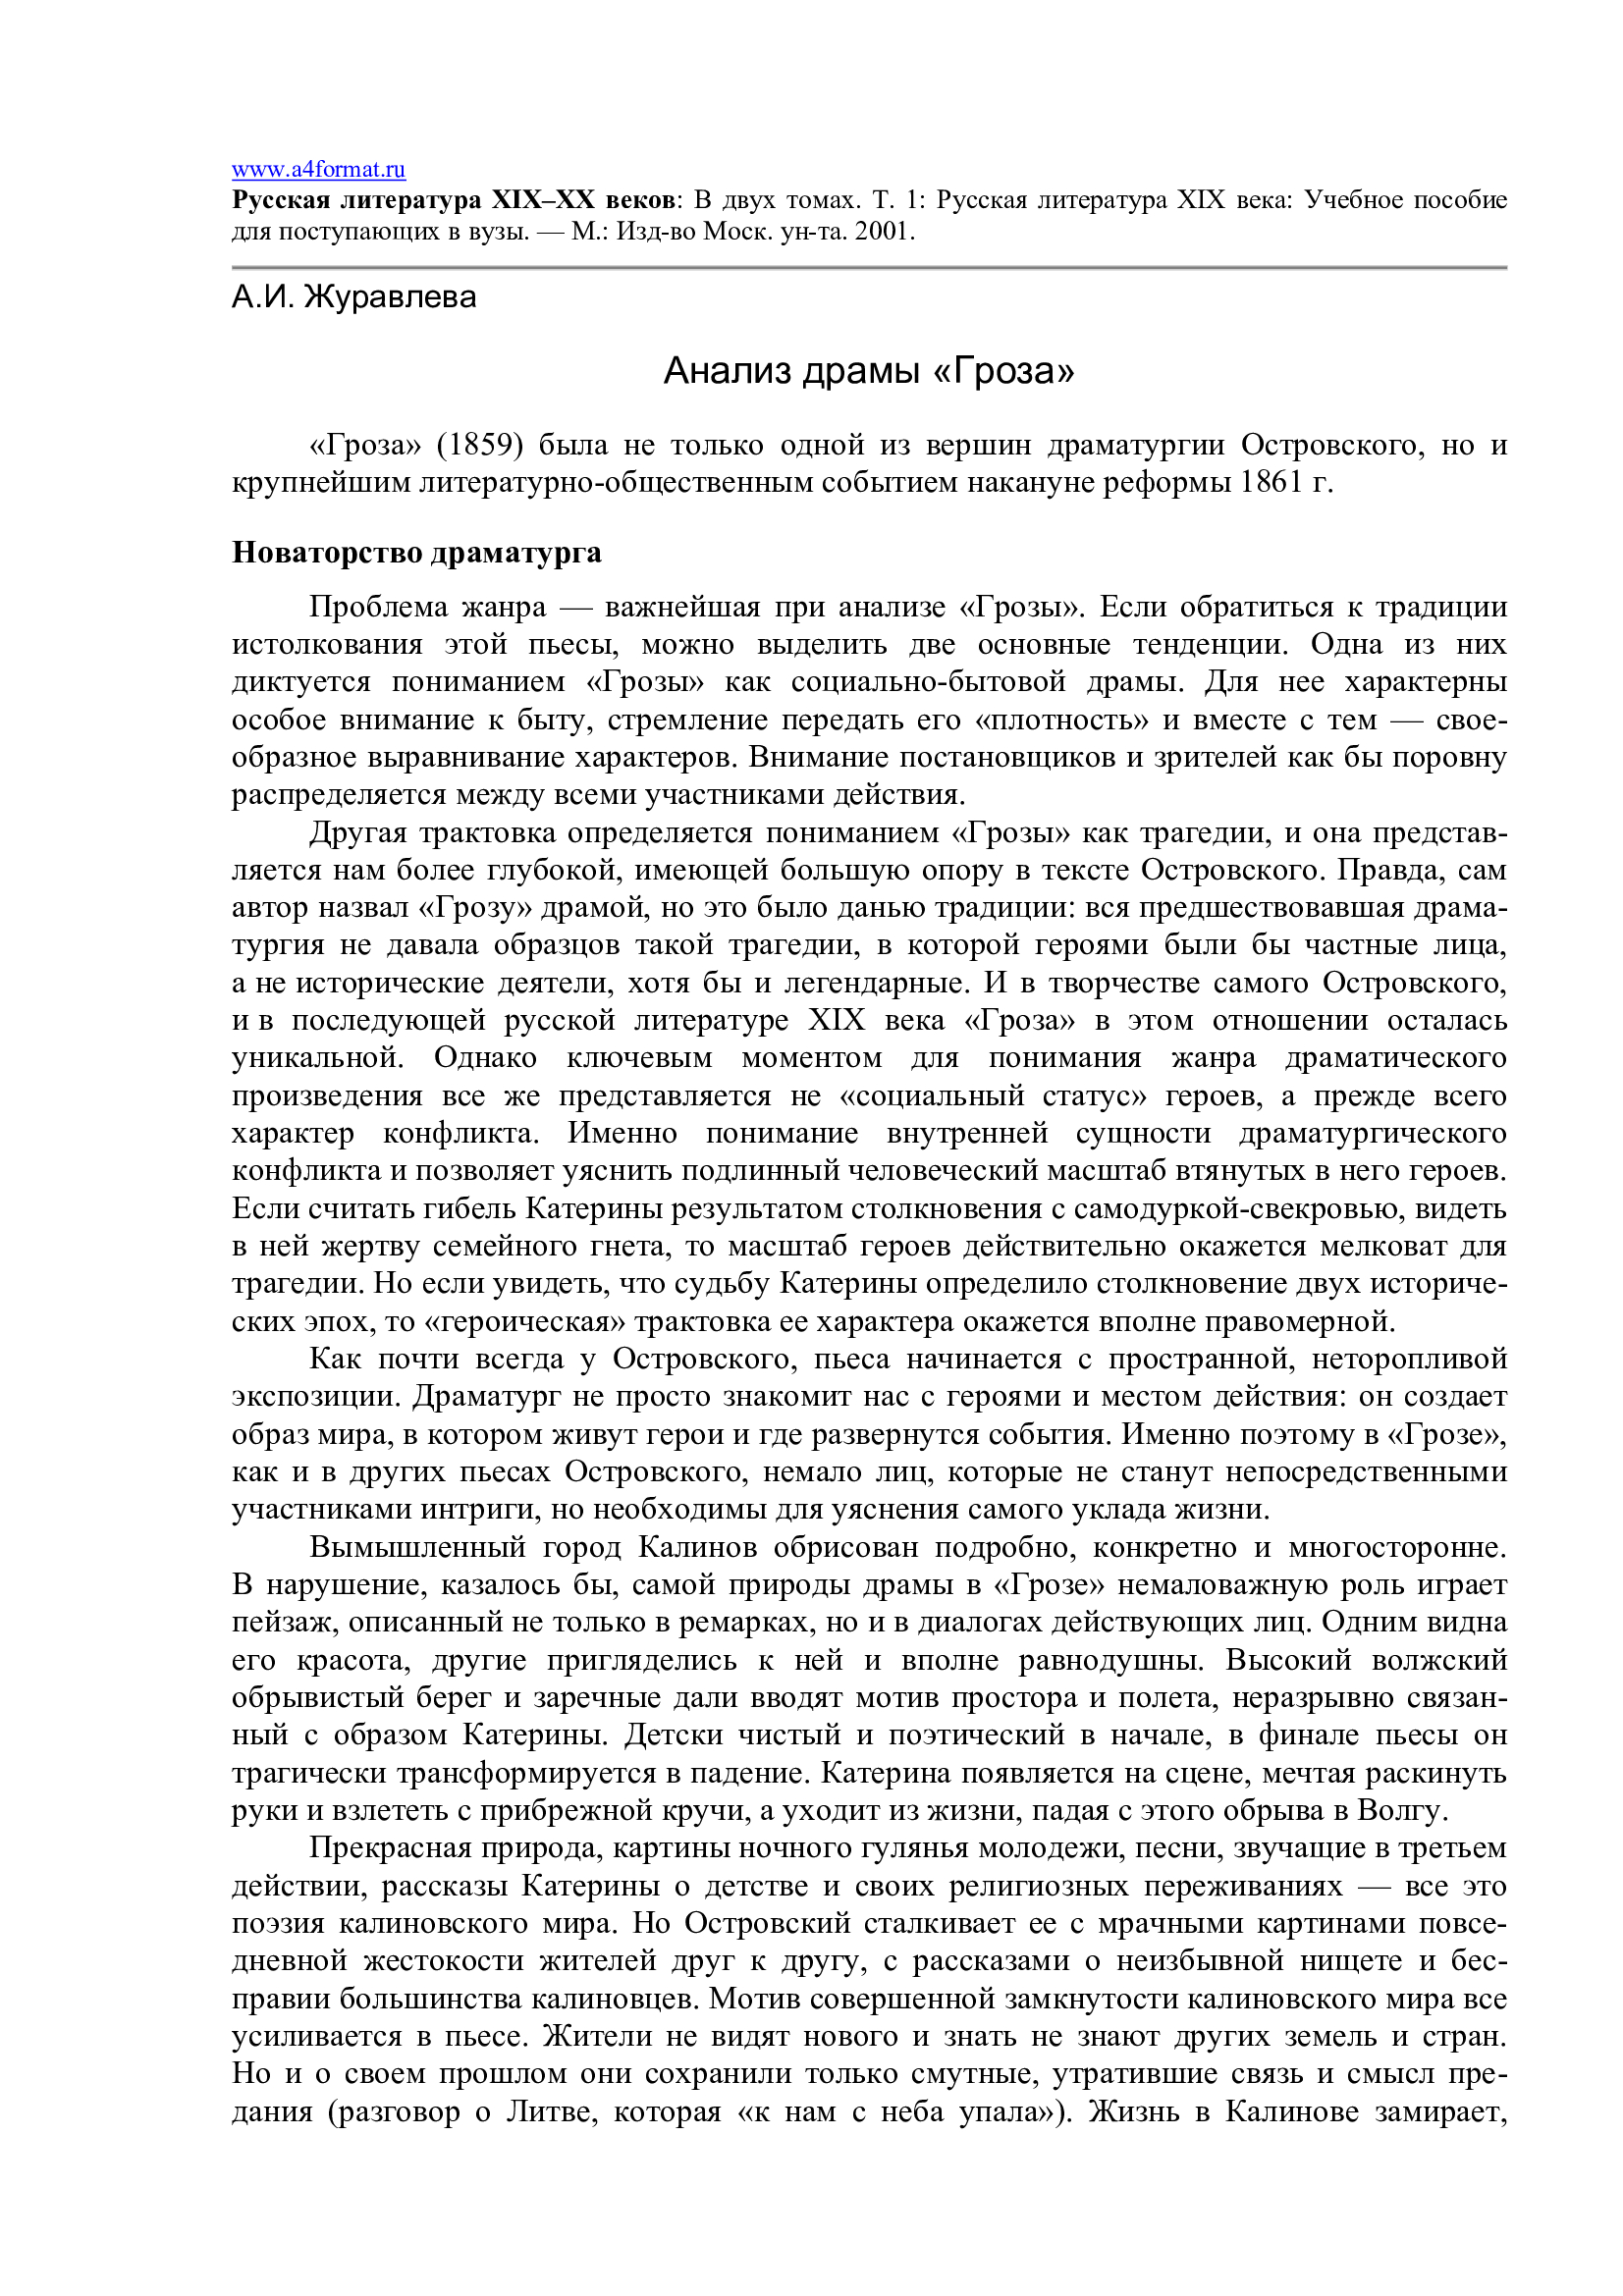 www.a4format.ru
Русская литература XIX–XX веков: В двух томах. Т. 1: Русская литература XIX века: Учебное пособие
для поступающих в вузы. — М.: Изд-во Моск. ун-та. 2001.
А.И. Журавлева
Анализ драмы «Гроза»
«Гроза» (1859) была не только одной из вершин драматургии Островского, но и
крупнейшим литературно-общественным событием накануне реформы 1861 г.
Новаторство драматурга
Проблема жанра — важнейшая при анализе «Грозы». Если обратиться к традиции
истолкования этой пьесы, можно выделить две основные тенденции. Одна из них
диктуется пониманием «Грозы» как социально-бытовой драмы. Для нее характерны
особое внимание к быту, стремление передать его «плотность» и вместе с тем — свое-
образное выравнивание характеров. Внимание постановщиков и зрителей как бы поровну
распределяется между всеми участниками действия.
Другая трактовка определяется пониманием «Грозы» как трагедии, и она представ-
ляется нам более глубокой, имеющей большую опору в тексте Островского. Правда, сам
автор назвал «Грозу» драмой, но это было данью традиции: вся предшествовавшая драма-
тургия не давала образцов такой трагедии, в которой героями были бы частные лица,
а не исторические деятели, хотя бы и легендарные. И в творчестве самого Островского,
и в последующей русской литературе XIX века «Гроза» в этом отношении осталась
уникальной. Однако ключевым моментом для понимания жанра драматического
произведения все же представляется не «социальный статус» героев, а прежде всего
характер конфликта. Именно понимание внутренней сущности драматургического
конфликта и позволяет уяснить подлинный человеческий масштаб втянутых в него героев.
Если считать гибель Катерины результатом столкновения с самодуркой-свекровью, видеть
в ней жертву семейного гнета, то масштаб героев действительно окажется мелковат для
трагедии. Но если увидеть, что судьбу Катерины определило столкновение двух историче-
ских эпох, то «героическая» трактовка ее характера окажется вполне правомерной.
Как почти всегда у Островского, пьеса начинается с пространной, неторопливой
экспозиции. Драматург не просто знакомит нас с героями и местом действия: он создает
образ мира, в котором живут герои и где развернутся события. Именно поэтому в «Грозе»,
как и в других пьесах Островского, немало лиц, которые не станут непосредственными
участниками интриги, но необходимы для уяснения самого уклада жизни.
Вымышленный город Калинов обрисован подробно, конкретно и многосторонне.
В нарушение, казалось бы, самой природы драмы в «Грозе» немаловажную роль играет
пейзаж, описанный не только в ремарках, но и в диалогах действующих лиц. Одним видна
его красота, другие пригляделись к ней и вполне равнодушны. Высокий волжский
обрывистый берег и заречные дали вводят мотив простора и полета, неразрывно связан-
ный с образом Катерины. Детски чистый и поэтический в начале, в финале пьесы он
трагически трансформируется в падение. Катерина появляется на сцене, мечтая раскинуть
руки и взлететь с прибрежной кручи, а уходит из жизни, падая с этого обрыва в Волгу.
Прекрасная природа, картины ночного гулянья молодежи, песни, звучащие в третьем
действии, рассказы Катерины о детстве и своих религиозных переживаниях — все это
поэзия калиновского мира. Но Островский сталкивает ее с мрачными картинами повсе-
дневной жестокости жителей друг к другу, с рассказами о неизбывной нищете и бес-
правии большинства калиновцев. Мотив совершенной замкнутости калиновского мира все
усиливается в пьесе. Жители не видят нового и знать не знают других земель и стран.
Но и о своем прошлом они сохранили только смутные, утратившие связь и смысл пре-
дания (разговор о Литве, которая «к нам с неба упала»). Жизнь в Калинове замирает,